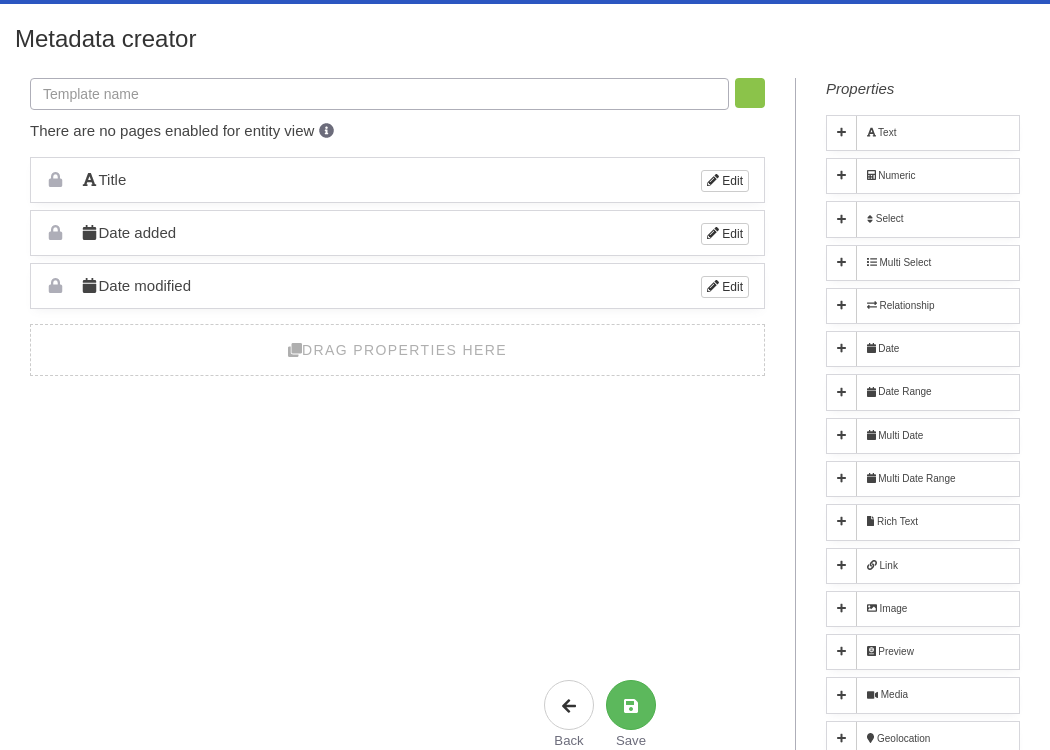 Metadata creator
Template name
There are no pages enabled for entity view
Title
Edit
Date added
Edit
Date modified
Edit
DRAG PROPERTIES HERE
Back
Save
Properties
Text
Numeric
Select
Multi Select
Relationship
Date
Date Range
Multi Date
Multi Date Range
Rich Text
Link
Image
Preview
Media
Geolocation